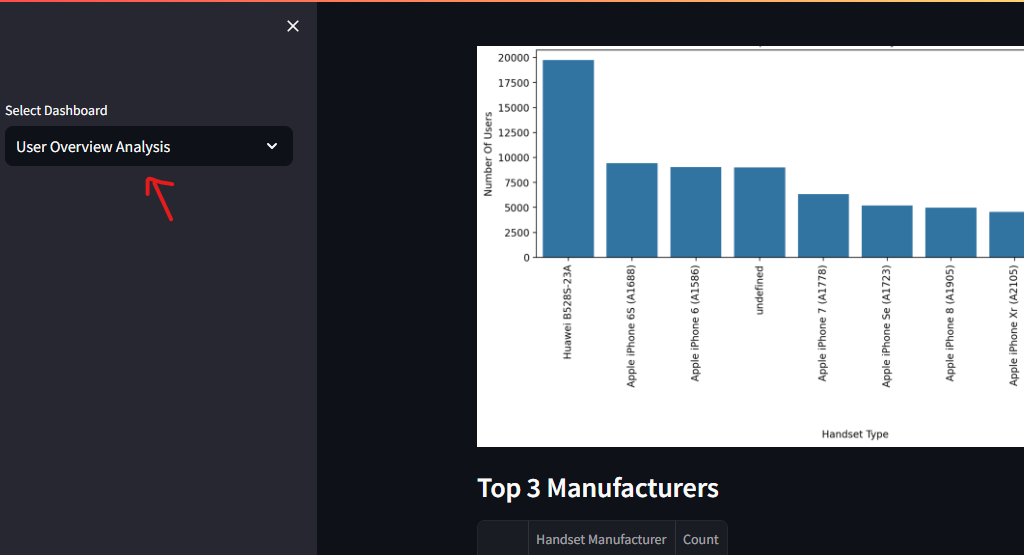 Select Dashboard
User Overview Analysis
20000
17500
15000
12500
10000
7500
5000
2500
0
Number Of Users
Huawei B528S-23A
Apple iPhone 6S (A1688)
Apple iPhone 6 (A1586)
undefined
Apple iPhone 7 (A1778)
Apple iPhone Se (A1723)
Apple iPhone 8 (A1905)
Apple iPhone Xr (A2105)
Handset Type
Top 3 Manufacturers
Handset Manufacturer
Count